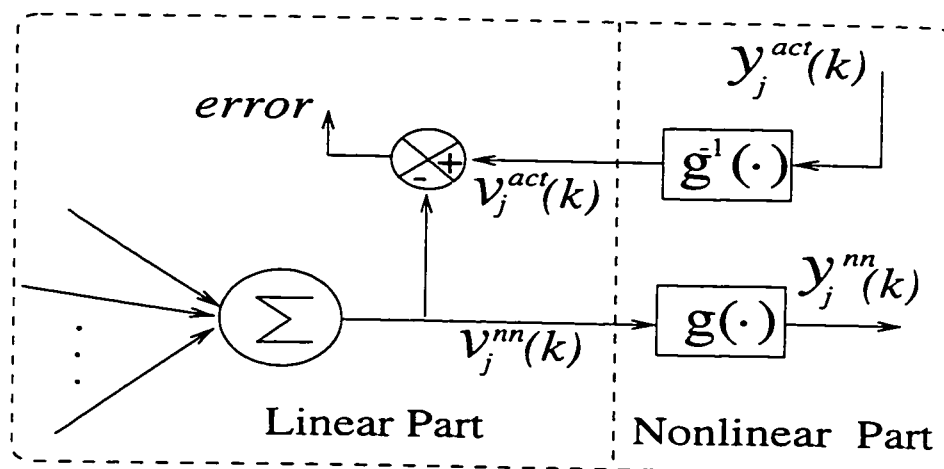 y_j^{act}(k)
error
+
g^{-1}(·)
-
v_j^{act}(k)
y_j^{nn}(k)
Σ
g(·)
v_j^{nn}(k)
Linear Part
Nonlinear Part